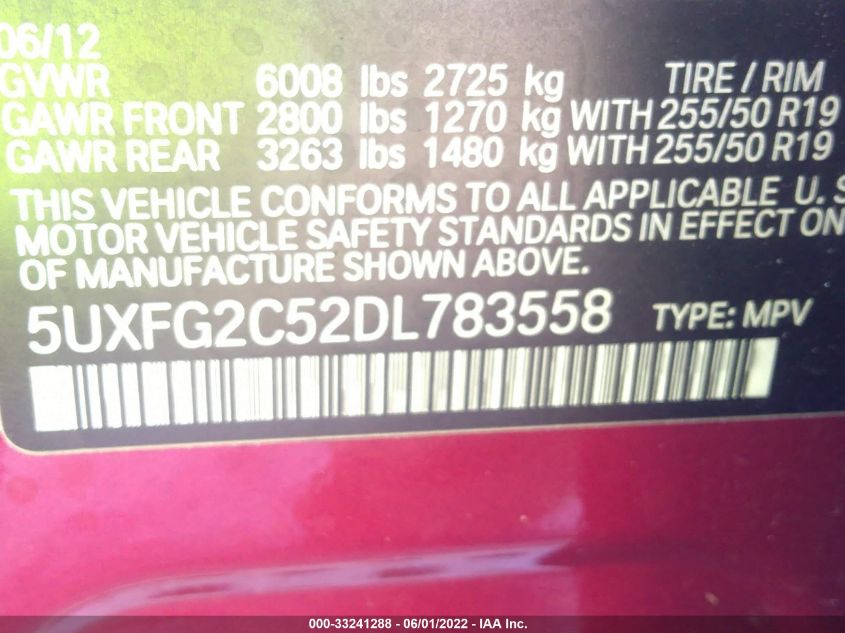 06/12
GVWR 6008 lbs 2725 kg TIRE / RIM
GAWR FRONT 2800 lbs 1270 kg WITH 255/50 R19
GAWR REAR 3263 lbs 1480 kg WITH 255/50 R19
THIS VEHICLE CONFORMS TO ALL APPLICABLE U. S
MOTOR VEHICLE SAFETY STANDARDS IN EFFECT ON
OF MANUFACTURE SHOWN ABOVE.
5UXFG2C52DL783558 TYPE: MPV
000-33241288 - 06/01/2022 - IAA Inc.